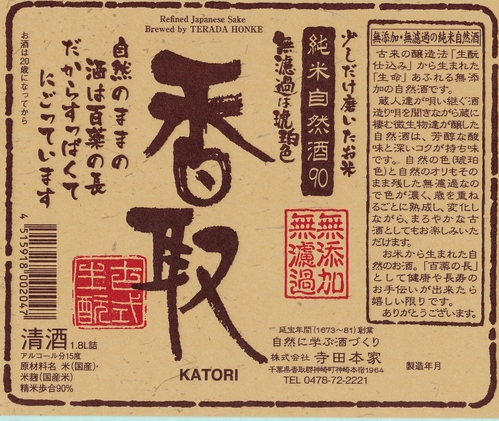 Refined Japanese Sake
Brewed by TERADA HONKE
無添加・無濾過の純米自然酒
古来の醸造法「生酛
仕込み」から生まれた
「生命」あふれる無添
加の自然酒です。
蔵人達が唄い継ぐ酒
造り唄を聞きながら蔵に
棲む微生物達が醸した
自然酒は、芳醇な酸
味と深いコクが持ち味
です。自然の色(琥珀
色)と自然のオリもその
まま残した無濾過なの
で色が濃く、歳を重ね
るごとに熟成し、変化し
ながら、まろやかな古
酒としてもお楽しみいた
だけます。
お米から生まれた自
然のお酒。「百薬の長」
として健康や長寿の
お手伝いが出来たら
嬉しい限りです。
ありがとうございます。
少しだけ磨いたお米
純米自然酒90
無濾過は琥珀色
香取
自然のままの
酒は百薬の長
だからすっぱくて
にごっています
お酒は20歳になってから
無添加
無濾過
古式
生酛
4 515918 002047
清酒 1.8L詰
アルコール分15度
原材料名 米(国産)・
米麹(国産米)
精米歩合90%
KATORI
延宝年間(1673~81)創業
自然に学ぶ酒づくり
株式会社 寺田本家
千葉県香取郡神崎町神崎本宿1964
TEL 0478-72-2221
製造年月